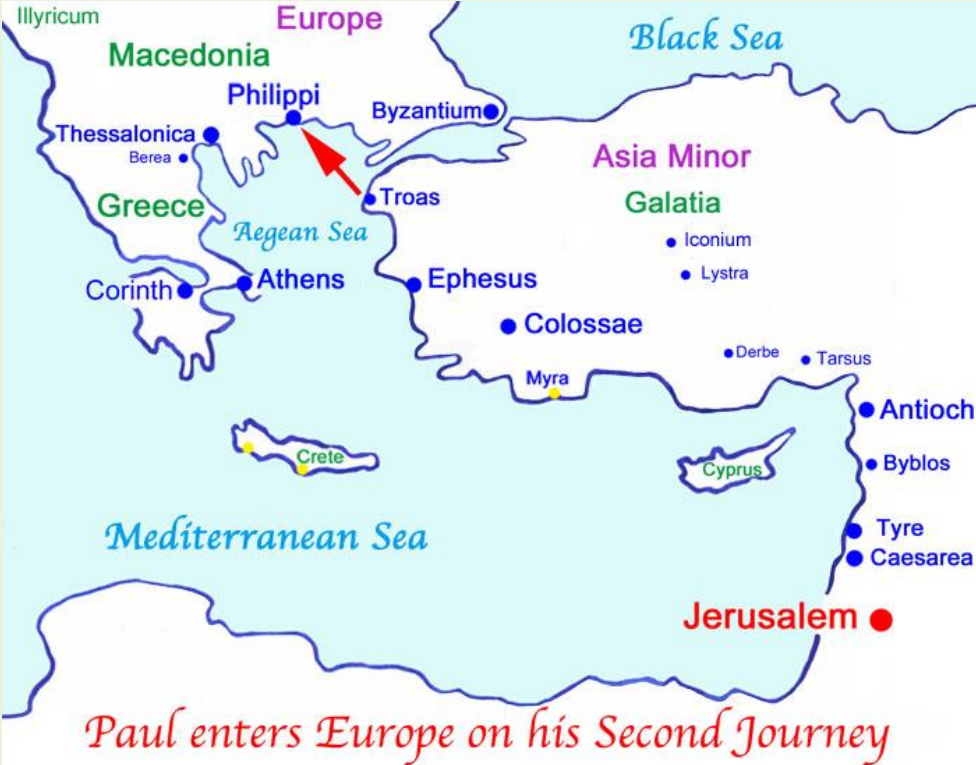 Illyricum
Europe
Black Sea
Macedonia
Philippi
Byzantium
Thessalonica
Berea
Asia Minor
Troas
Greece
Galatia
Aegean Sea
Iconium
Lystra
Corinth
Athens
Ephesus
Colossae
Derbe
Tarsus
Myra
Antioch
Crete
Cyprus
Byblos
Mediterranean Sea
Tyre
Caesarea
Jerusalem
Paul enters Europe on his Second Journey